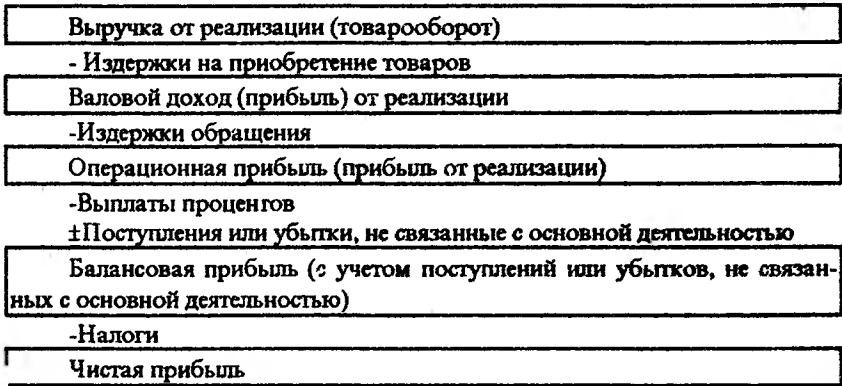 Выручка от реализации (товарооборот)
- Издержки на приобретение товаров
Валовой доход (прибыль) от реализации
-Издержки обращения
Операционная прибыль (прибыль от реализации)
-Выплаты процентов
±Поступления или убытки, не связанные с основной деятельностью
Балансовая прибыль (с учетом поступлений или убытков, не связан-
ных с основной деятельностью)
-Налоги
Чистая прибыль